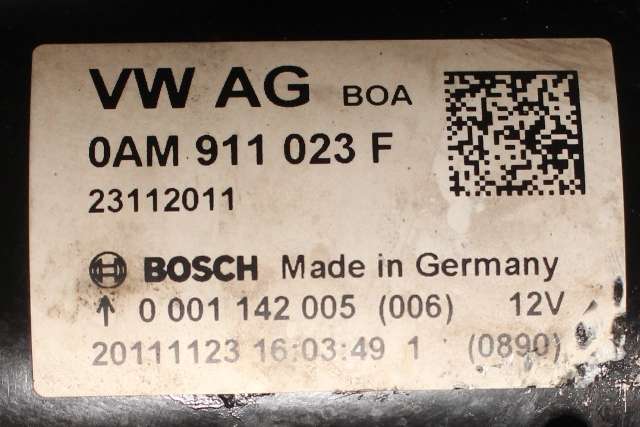 VW AG BOA
0AM 911 023 F
23112011
BOSCH Made in Germany
↑ 0 001 142 005 (006) 12V
20111123 16:03:49 1 (0890)